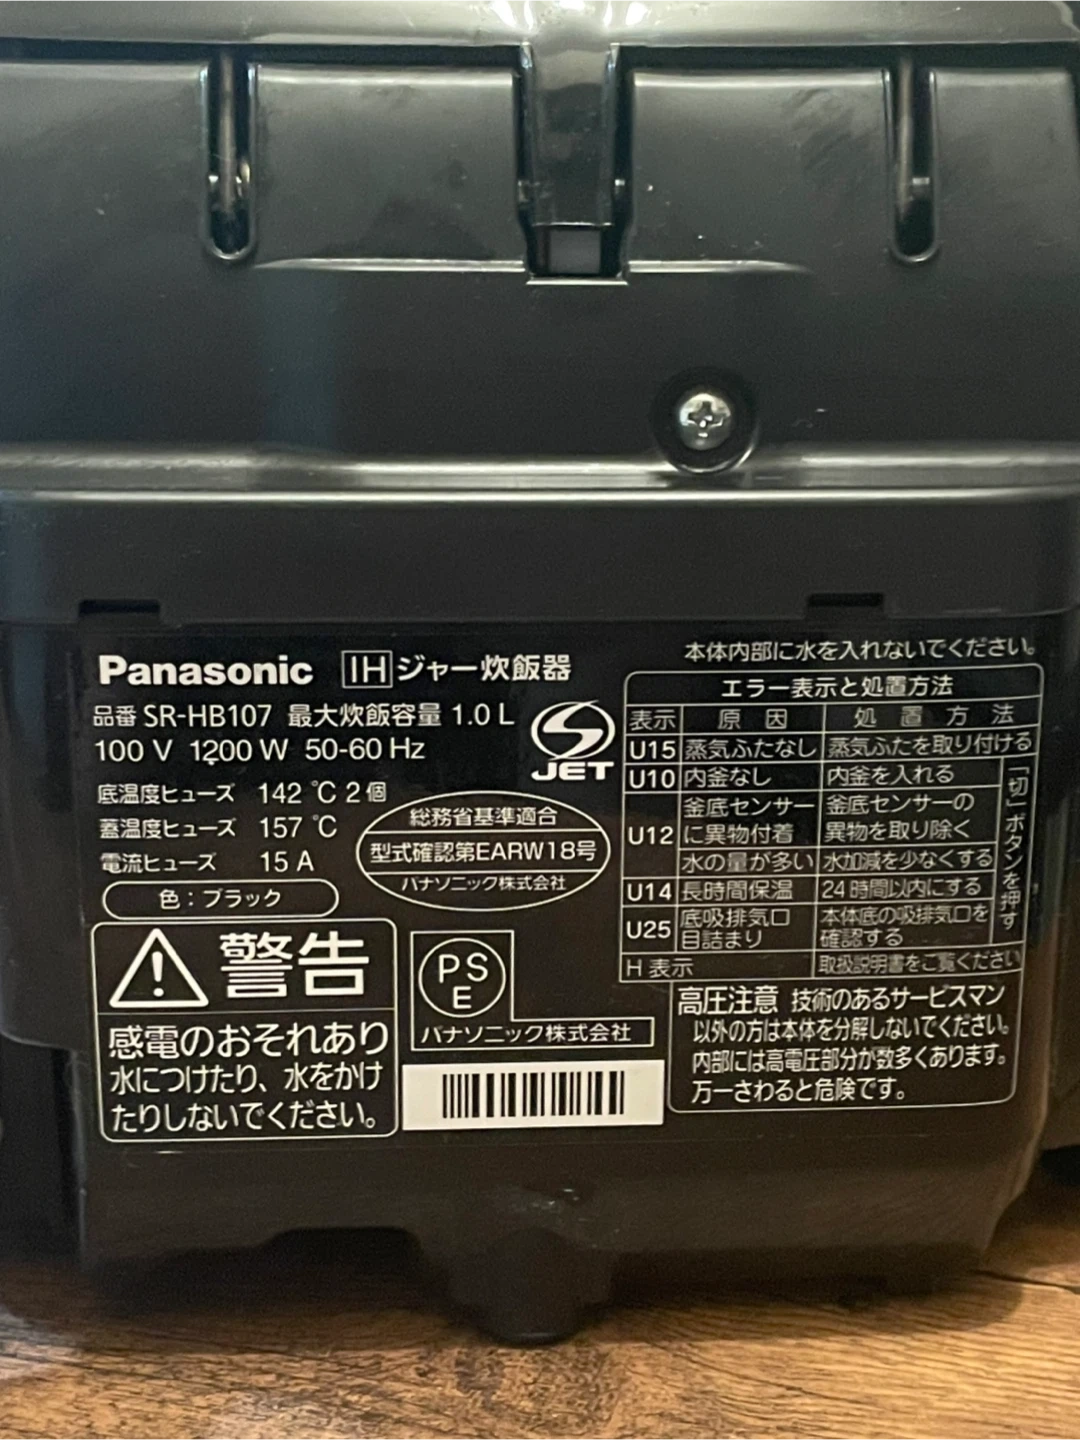 Panasonic IHジャー炊飯器
品番 SR-HB107 最大炊飯容量 1.0 L
100 V 1200 W 50-60 Hz
底温度ヒューズ 142 ℃ 2 個
蓋温度ヒューズ 157 ℃
電流ヒューズ 15 A
色:ブラック
JET
総務省基準適合
型式確認第EARW18号
パナソニック株式会社
警告
感電のおそれあり
水につけたり、水をかけ
たりしないでください。
PS
E
パナソニック株式会社
本体内部に水を入れないでください。
エラー表示と処置方法
表示 原因 処置方法
U15 蒸気ふたなし 蒸気ふたを取り付ける
U10 内釜なし 内釜を入れる
U12 釜底センサーに異物付着 釜底センサーの異物を取り除く
水の量が多い 水加減を少なくする
U14 長時間保温 24時間以内にする
U25 底吸排気口目詰まり 本体底の吸排気口を確認する
「切」ボタンを押す
H 表示 取扱説明書をご覧ください
高圧注意 技術のあるサービスマン
以外の方は本体を分解しないでください。
内部には高電圧部分が数多くあります。
万一さわると危険です。